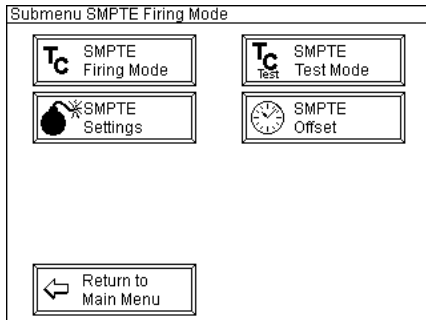 Submenu SMPTE Firing Mode
TC
SMPTE
Firing Mode
TC
Test
SMPTE
Test Mode
SMPTE
Settings
SMPTE
Offset
Return to
Main Menu